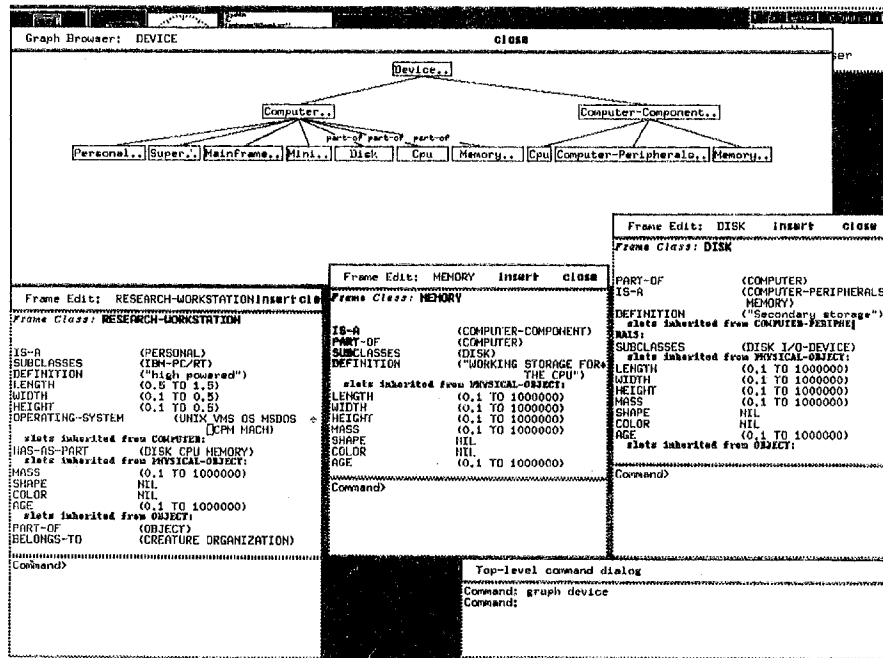 Graph Browser: DEVICE close
Device..
Computer.. Computer-Component..
part-of part-of part-of
Personal.. Super.. Mainframe.. Mini.. Disk Cpu Memory.. Cpu Computer-Peripherals.. Memory..
Frame Edit: RESEARCH-WORKSTATION Insert clo
Frame Class: RESEARCH-WORKSTATION
IS-A (PERSONAL)
SUBCLASSES (IBM-PC/RT)
DEFINITION ("high powered")
LENGTH (0.5 TO 1.5)
WIDTH (0.1 TO 0.5)
HEIGHT (0.1 TO 0.5)
OPERATING-SYSTEM (UNIX VMS OS MSDOS
CPM MACH)
slots inherited from COMPUTER:
HAS-AS-PART (DISK CPU MEMORY)
slots inherited from PHYSICAL-OBJECT:
MASS (0.1 TO 1000000)
SHAPE NIL
COLOR NIL
AGE (0.1 TO 1000000)
slots inherited from OBJECT:
PART-OF (OBJECT)
BELONGS-TO (CREATURE ORGANIZATION)
Command>
Frame Edit: MEMORY Insert close
Frame Class: MEMORY
IS-A (COMPUTER-COMPONENT)
PART-OF (COMPUTER)
SUBCLASSES (DISK)
DEFINITION ("WORKING STORAGE FOR
THE CPU")
slots inherited from PHYSICAL-OBJECT:
LENGTH (0.1 TO 1000000)
WIDTH (0.1 TO 1000000)
HEIGHT (0.1 TO 1000000)
MASS (0.1 TO 1000000)
SHAPE NIL
COLOR NIL
AGE (0.1 TO 1000000)
Command>
Frame Edit: DISK Insert close
Frame Class: DISK
PART-OF (COMPUTER)
IS-A (COMPUTER-PERIPHERALS
MEMORY)
DEFINITION ("Secondary storage")
slots inherited from COMPUTER-PERIPHE
RALS:
SUBCLASSES (DISK I/O-DEVICE)
slots inherited from PHYSICAL-OBJECT:
LENGTH (0.1 TO 1000000)
WIDTH (0.1 TO 1000000)
HEIGHT (0.1 TO 1000000)
MASS (0.1 TO 1000000)
SHAPE NIL
COLOR NIL
AGE (0.1 TO 1000000)
slots inherited from OBJECT:
Command>
Top-level command dialog
Command: graph device
Command: